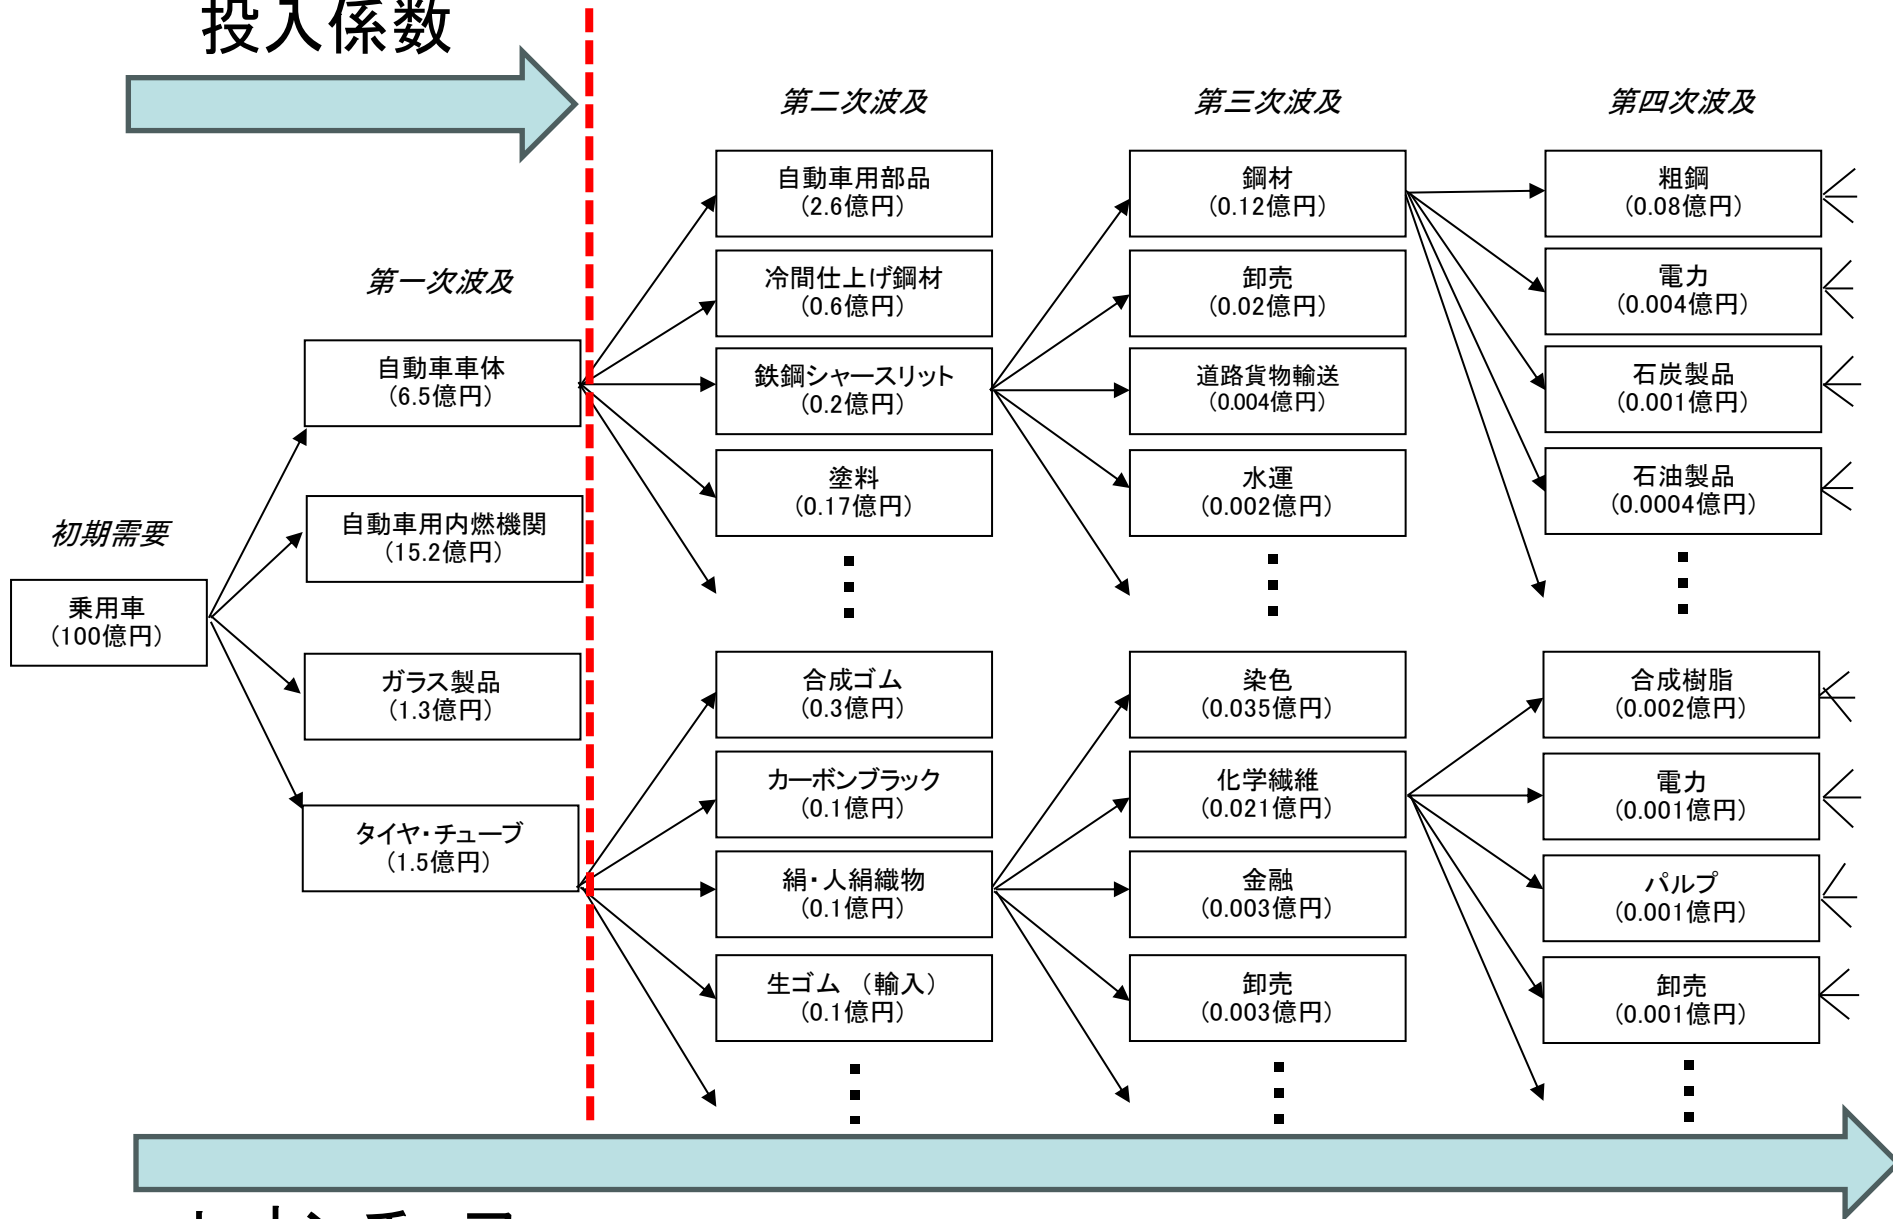 投入係数
第二次波及
第三次波及
第四次波及
自動車用部品
（2.6億円）
鋼材
（0.12億円）
粗鋼
（0.08億円）
第一次波及
冷間仕上げ鋼材
（0.6億円）
卸売
（0.02億円）
電力
（0.004億円）
自動車車体
（6.5億円）
鉄鋼シャースリット
（0.2億円）
道路貨物輸送
（0.004億円）
石炭製品
（0.001億円）
塗料
（0.17億円）
水運
（0.002億円）
石油製品
（0.0004億円）
初期需要
自動車用内燃機関
（15.2億円）
乗用車
（100億円）
ガラス製品
（1.3億円）
合成ゴム
（0.3億円）
染色
（0.035億円）
合成樹脂
（0.002億円）
カーボンブラック
（0.1億円）
化学繊維
（0.021億円）
電力
（0.001億円）
タイヤ・チューブ
（1.5億円）
絹・人絹織物
（0.1億円）
金融
（0.003億円）
パルプ
（0.001億円）
生ゴム （輸入）
（0.1億円）
卸売
（0.003億円）
卸売
（0.001億円）